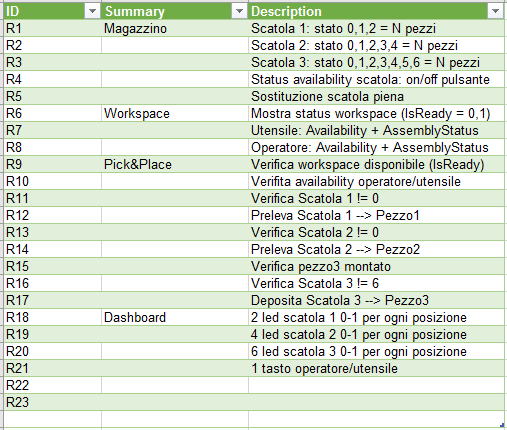 ID Summary Description
R1 Magazzino Scatola 1: stato 0,1,2 = N pezzi
R2 Scatola 2: stato 0,1,2,3,4 = N pezzi
R3 Scatola 3: stato 0,1,2,3,4,5,6 = N pezzi
R4 Status availability scatola: on/off pulsante
R5 Sostituzione scatola piena
R6 Workspace Mostra status workspace (IsReady = 0,1)
R7 Utensile: Availability + AssemblyStatus
R8 Operatore: Availability + AssemblyStatus
R9 Pick&Place Verifica workspace disponibile (IsReady)
R10 Verifita availability operatore/utensile
R11 Verifica Scatola 1 != 0
R12 Preleva Scatola 1 --> Pezzo1
R13 Verifica Scatola 2 != 0
R14 Preleva Scatola 2 --> Pezzo2
R15 Verifica pezzo3 montato
R16 Verifica Scatola 3 != 6
R17 Deposita Scatola 3 --> Pezzo3
R18 Dashboard 2 led scatola 1 0-1 per ogni posizione
R19 4 led scatola 2 0-1 per ogni posizione
R20 6 led scatola 3 0-1 per ogni posizione
R21 1 tasto operatore/utensile
R22
R23